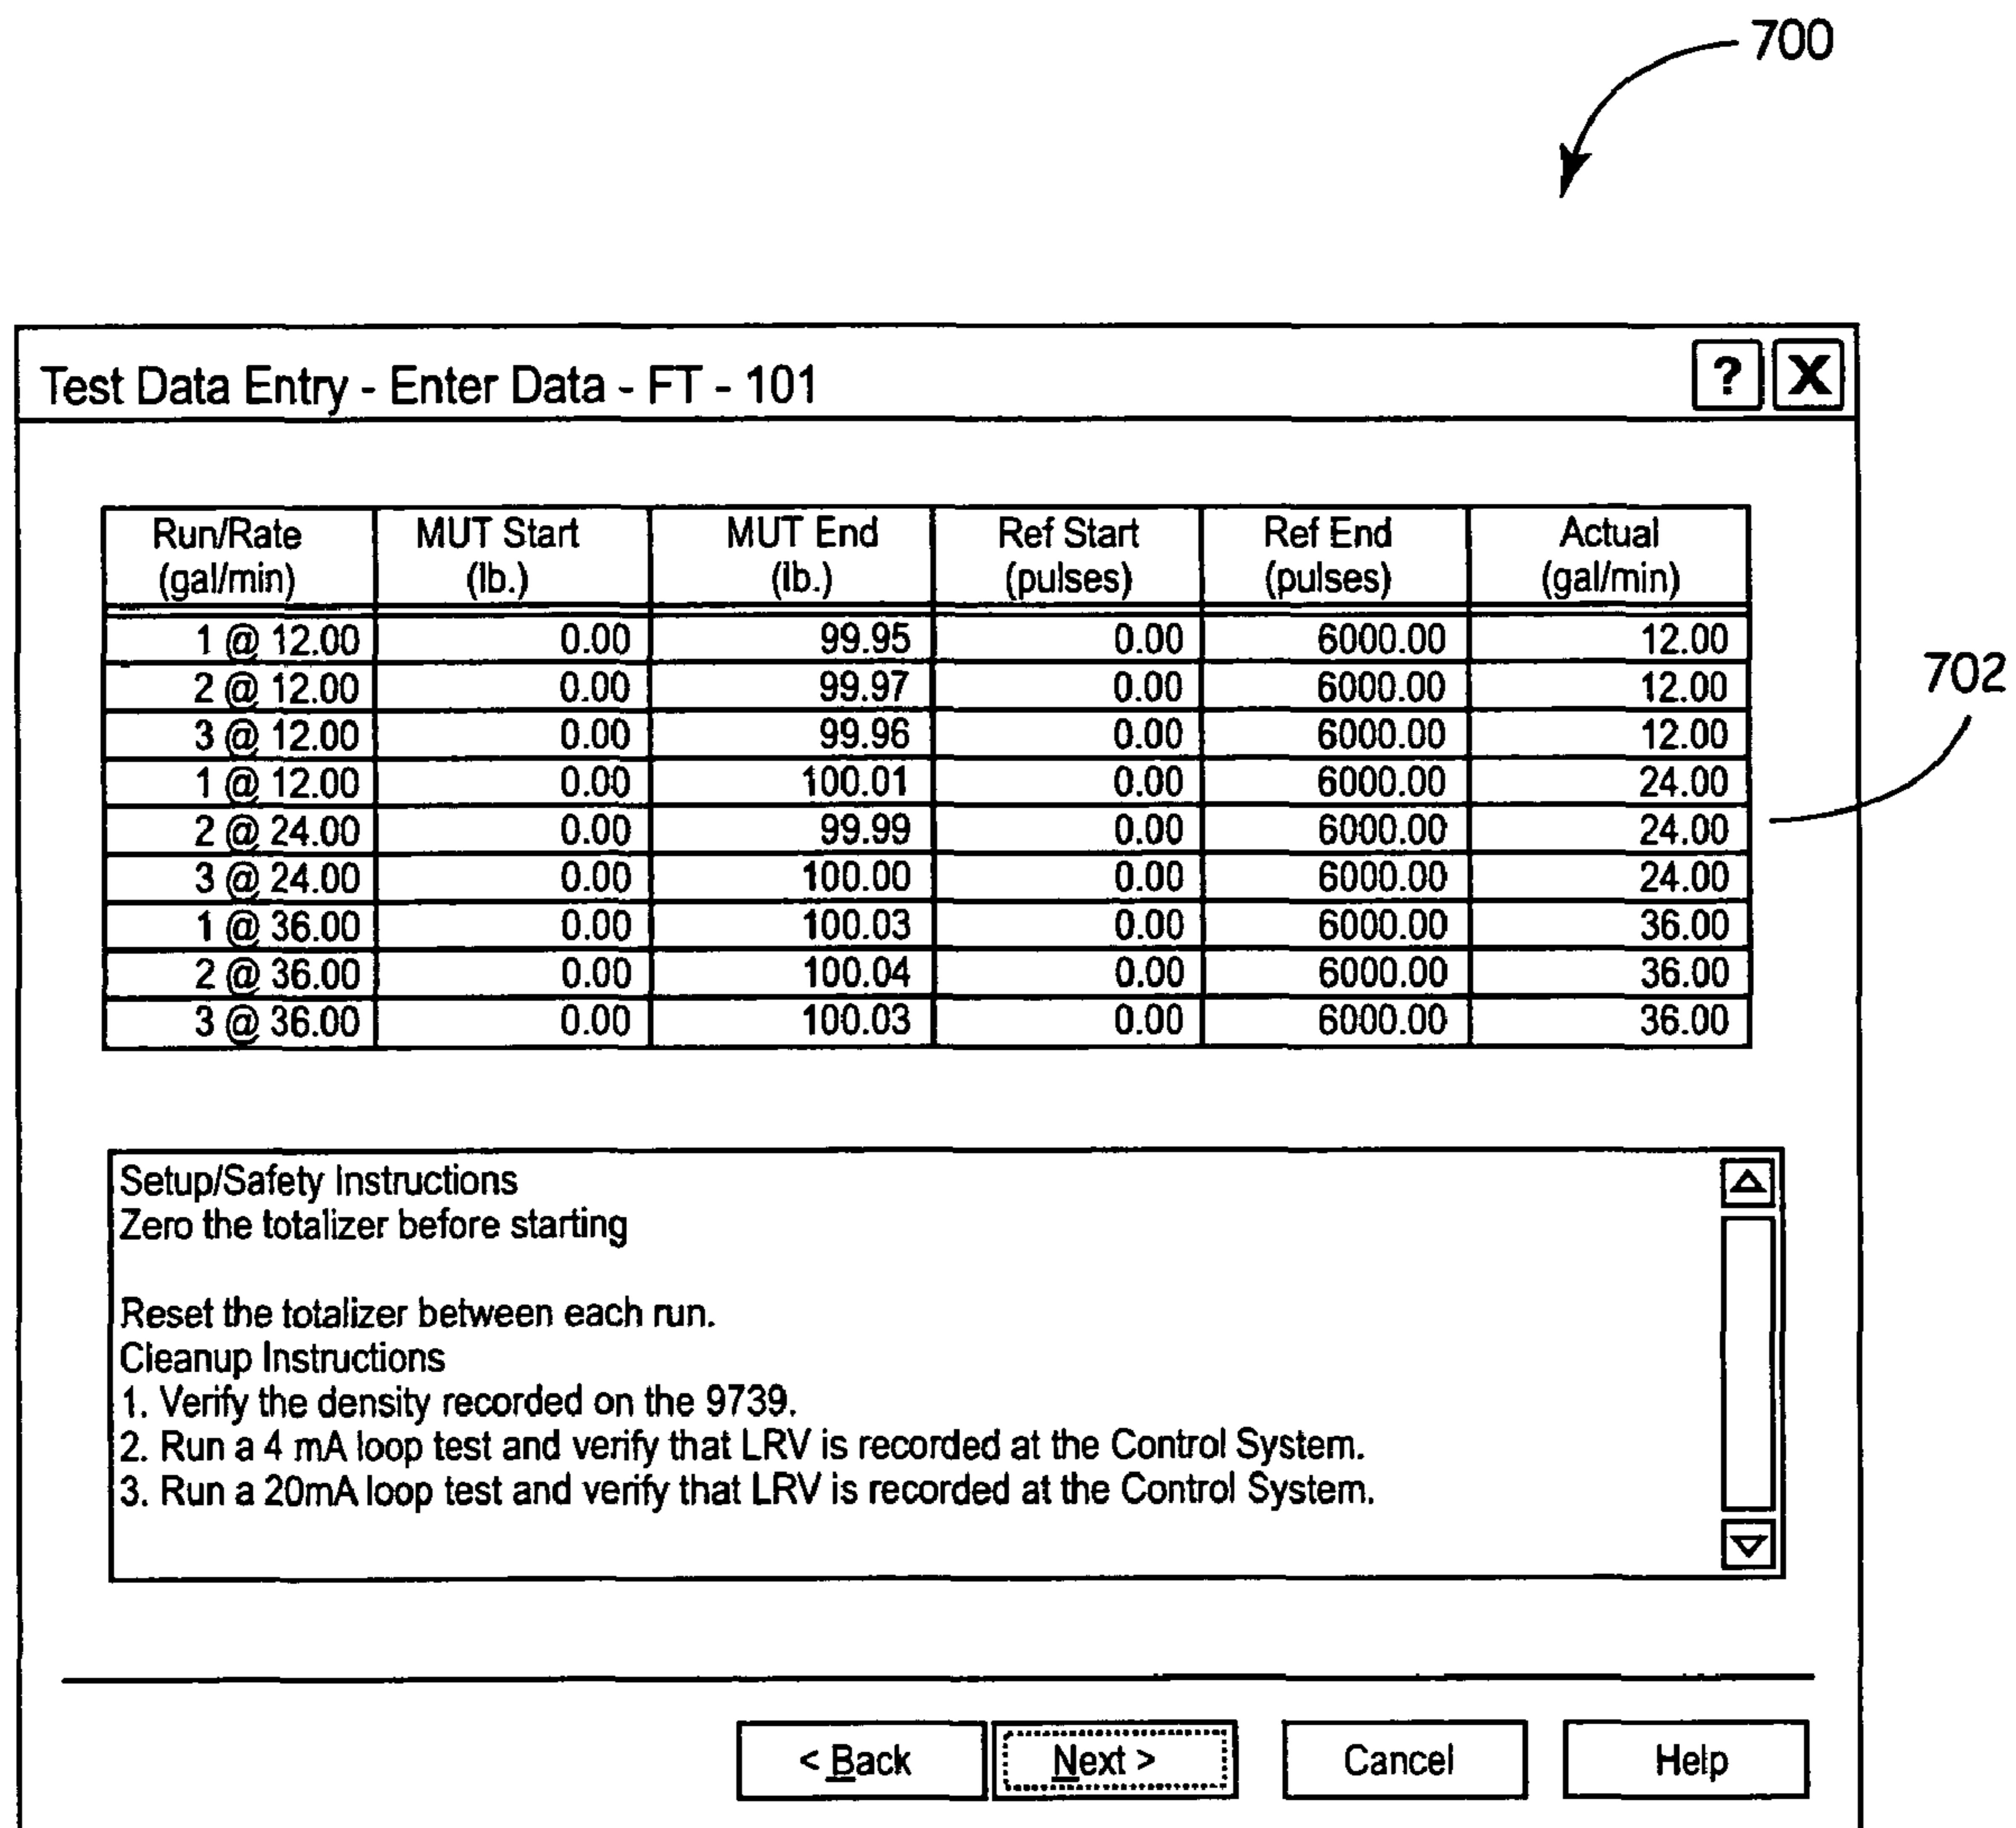 700
Test Data Entry - Enter Data - FT - 101 ? X
Run/Rate (gal/min) MUT Start (lb.) MUT End (lb.) Ref Start (pulses) Ref End (pulses) Actual (gal/min)
1 @ 12.00 0.00 99.95 0.00 6000.00 12.00
2 @ 12.00 0.00 99.97 0.00 6000.00 12.00
3 @ 12.00 0.00 99.96 0.00 6000.00 12.00
1 @ 12.00 0.00 100.01 0.00 6000.00 24.00
2 @ 24.00 0.00 99.99 0.00 6000.00 24.00
3 @ 24.00 0.00 100.00 0.00 6000.00 24.00
1 @ 36.00 0.00 100.03 0.00 6000.00 36.00
2 @ 36.00 0.00 100.04 0.00 6000.00 36.00
3 @ 36.00 0.00 100.03 0.00 6000.00 36.00
702
Setup/Safety Instructions
Zero the totalizer before starting
Reset the totalizer between each run.
Cleanup Instructions
1. Verify the density recorded on the 9739.
2. Run a 4 mA loop test and verify that LRV is recorded at the Control System.
3. Run a 20mA loop test and verify that LRV is recorded at the Control System.
< Back Next > Cancel Help